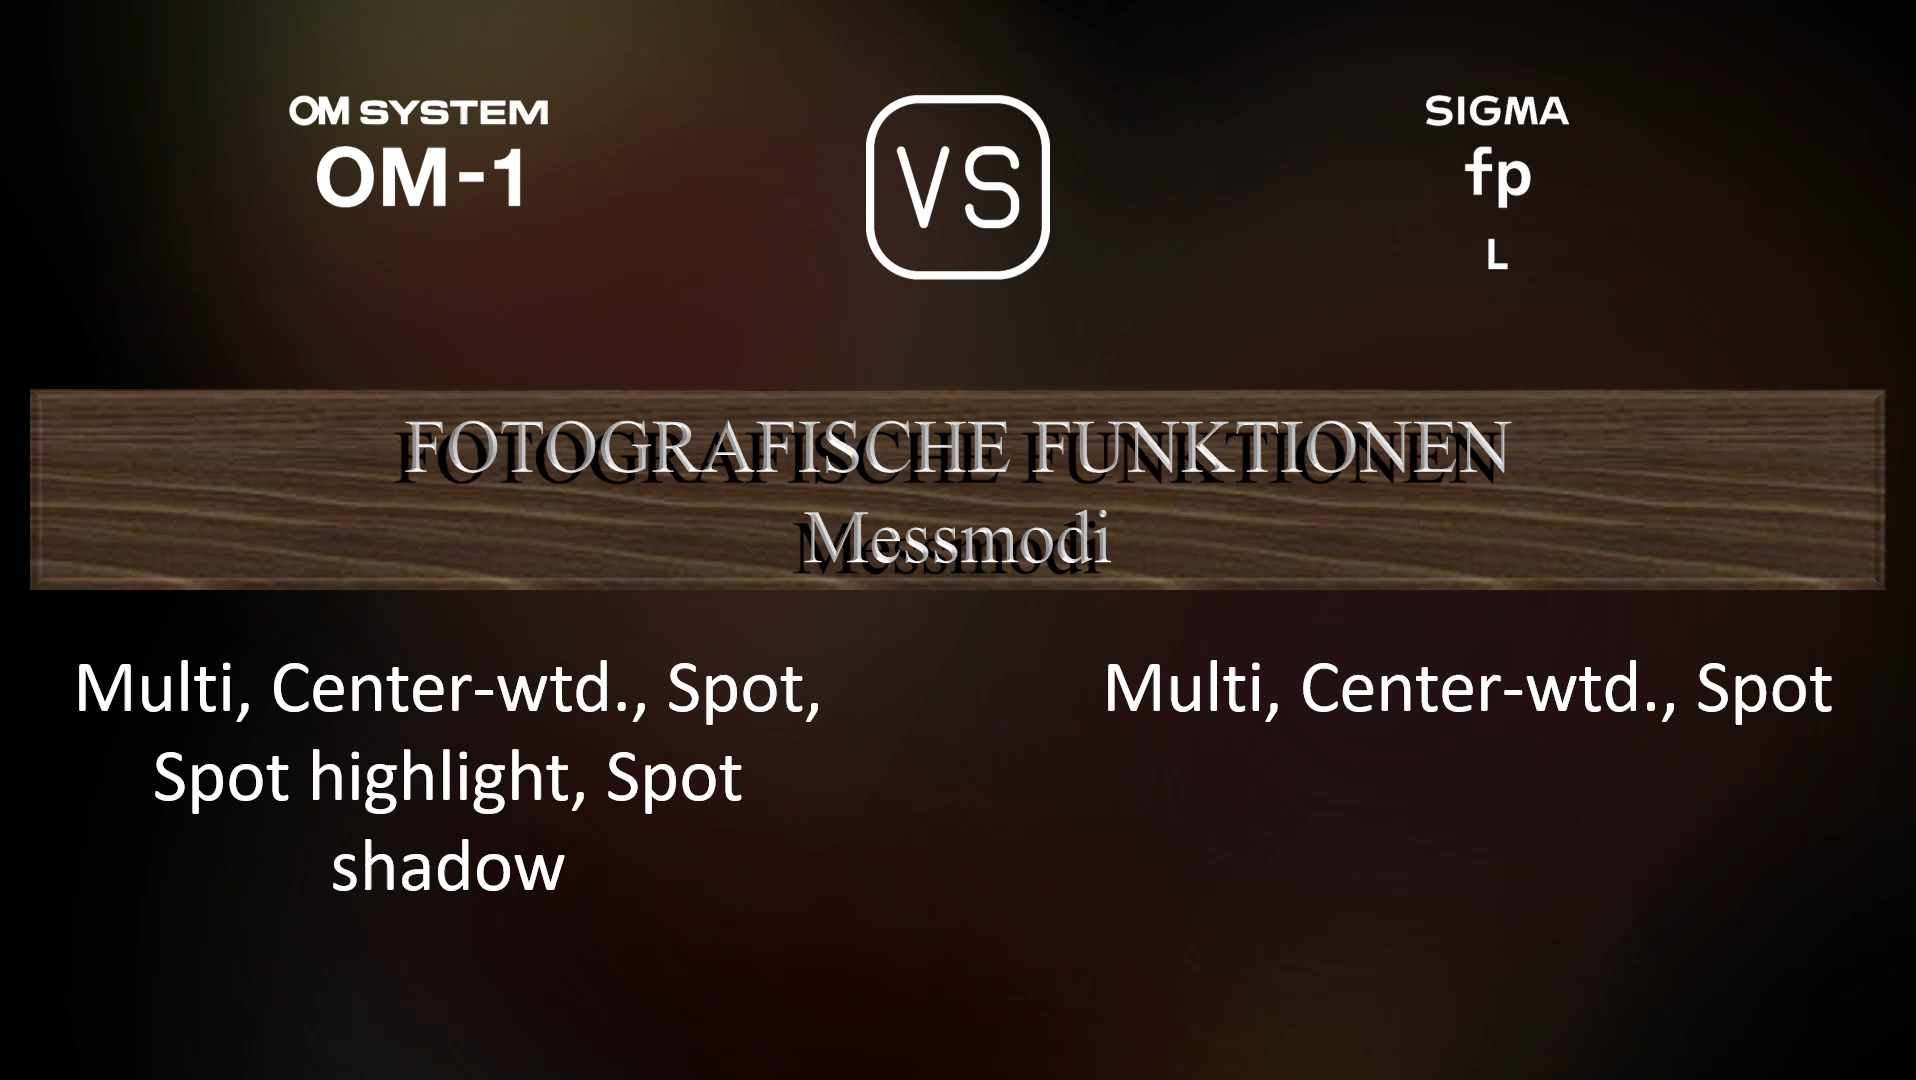 OM SYSTEM
OM-1
VS
SIGMA
fp
L
FOTOGRAFISCHE FUNKTIONEN
Messmodi
Multi, Center-wtd., Spot,
Spot highlight, Spot
shadow
Multi, Center-wtd., Spot